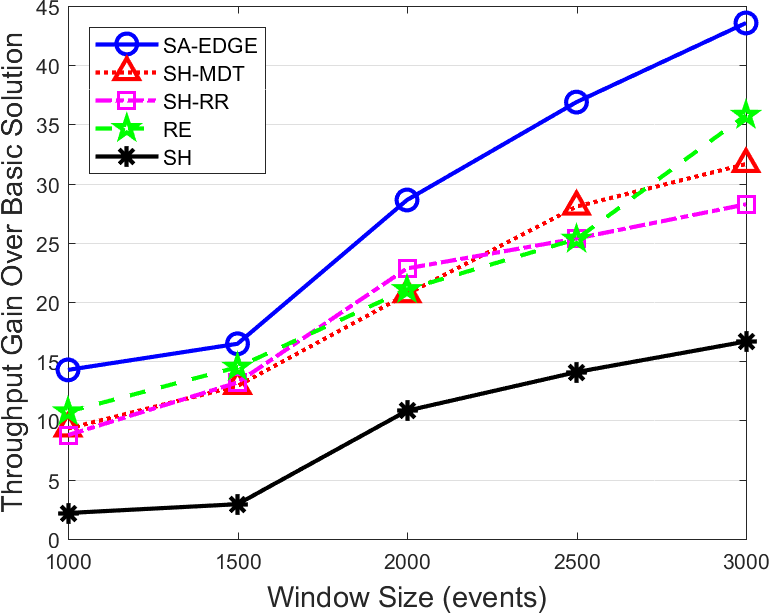 Throughput Gain Over Basic Solution
45
40
35
30
25
20
15
10
5
0
SA-EDGE
SH-MDT
SH-RR
RE
SH
1000 1500 2000 2500 3000
Window Size (events)